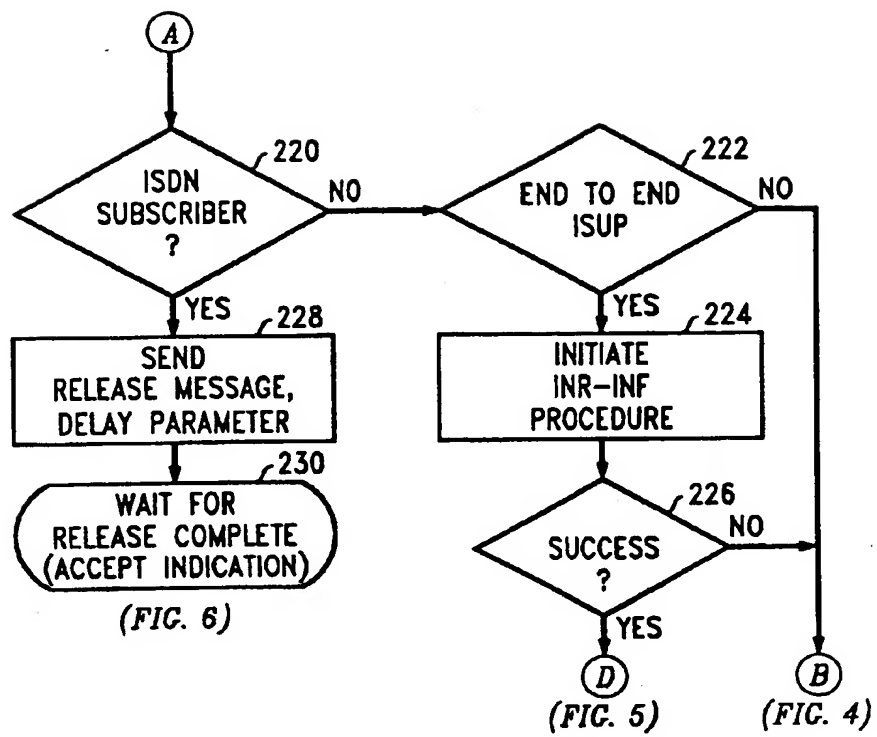 A
220
ISDN
SUBSCRIBER
?
NO
YES
222
END TO END
ISUP
NO
YES
228
SEND
RELEASE MESSAGE,
DELAY PARAMETER
224
INITIATE
INR-INF
PROCEDURE
230
WAIT FOR
RELEASE COMPLETE
(ACCEPT INDICATION)
(FIG. 6)
226
SUCCESS
?
NO
YES
D
(FIG. 5)
B
(FIG. 4)